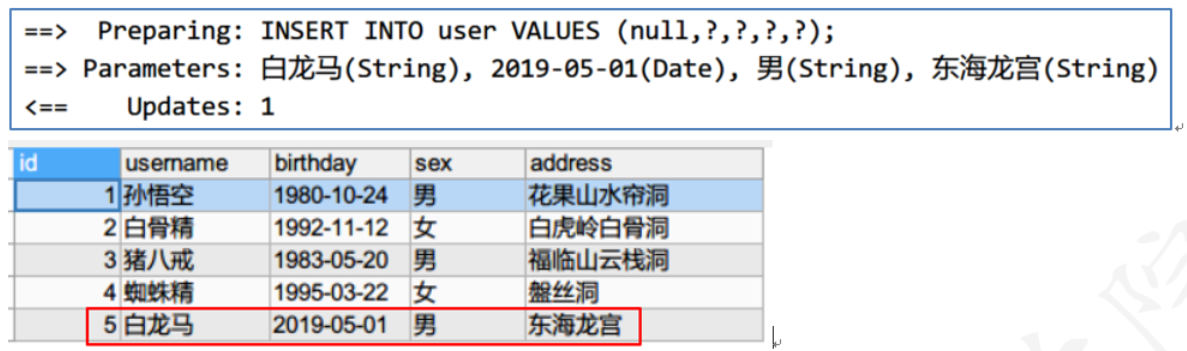 ==>  Preparing: INSERT INTO user VALUES (null,?,?,?,?);
==> Parameters: 白龙马(String), 2019-05-01(Date), 男(String), 东海龙宫(String)
<==    Updates: 1
id username birthday sex address
1 孙悟空 1980-10-24 男 花果山水帘洞
2 白骨精 1992-11-12 女 白虎岭白骨洞
3 猪八戒 1983-05-20 男 福临山云栈洞
4 蜘蛛精 1995-03-22 女 盤丝洞
5 白龙马 2019-05-01 男 东海龙宫